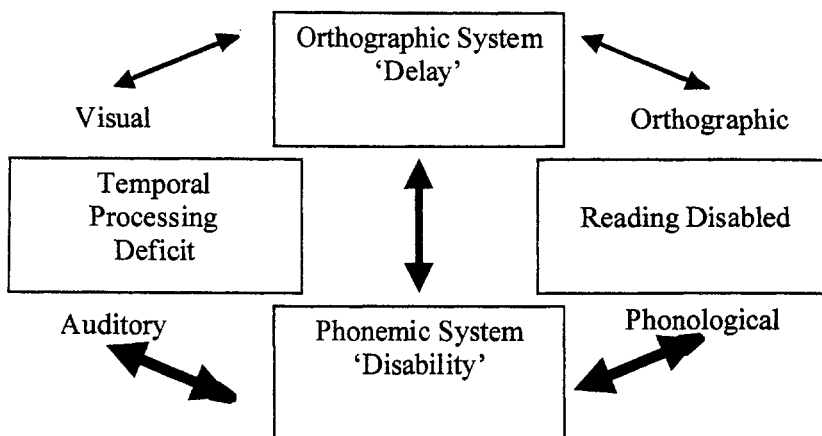 Orthographic System
‘Delay’
Visual
Orthographic
Temporal
Processing
Deficit
Reading Disabled
Auditory
Phonological
Phonemic System
‘Disability’